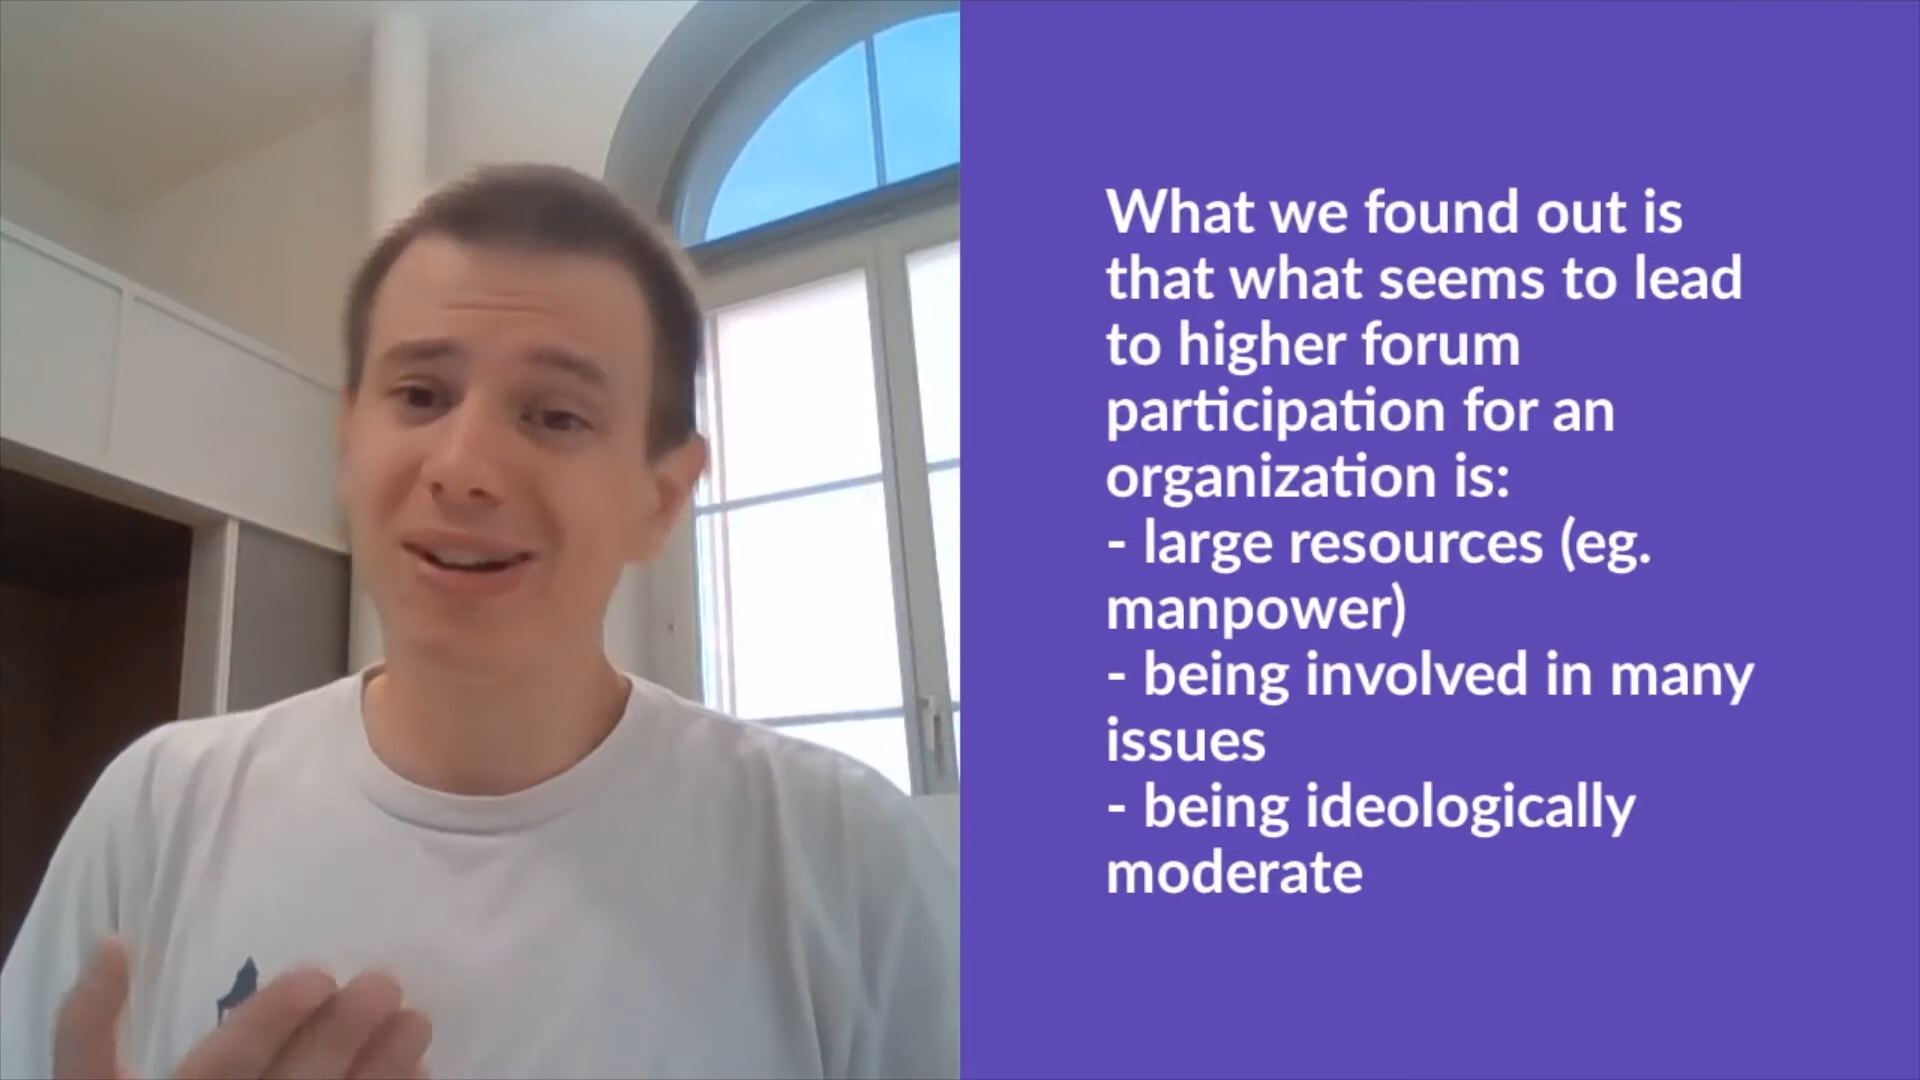 What we found out is
that what seems to lead
to higher forum
participation for an
organization is:
- large resources (eg.
manpower)
- being involved in many
issues
- being ideologically
moderate